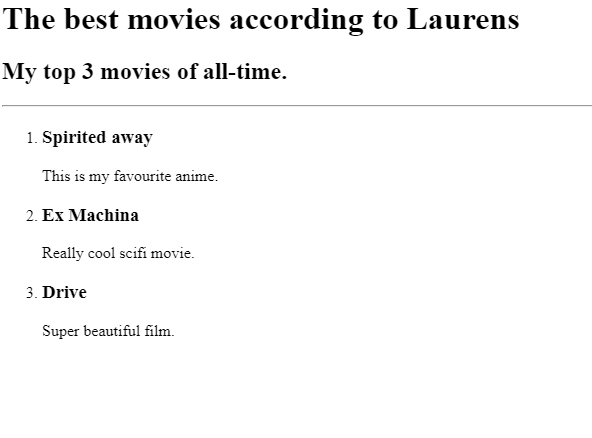 The best movies according to Laurens
My top 3 movies of all-time.
1. Spirited away
This is my favourite anime.
2. Ex Machina
Really cool scifi movie.
3. Drive
Super beautiful film.